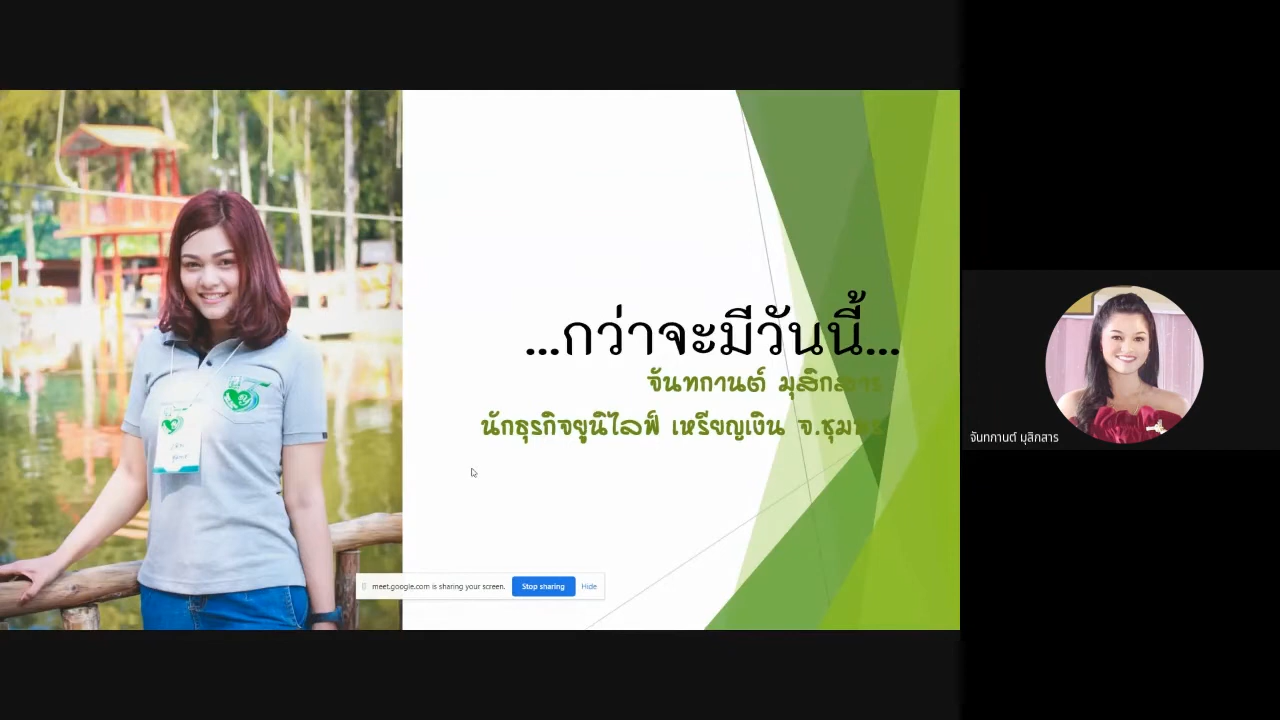 ...กว่าจะมีวันนี้...
จันทกานต์ มุสิกสาร
นักธุรกิจยูนิไลฟ์ เหรียญเงิน จ.ชุมพร
meet.google.com is sharing your screen. Stop sharing Hide
จันทกานต์ มุสิกสาร